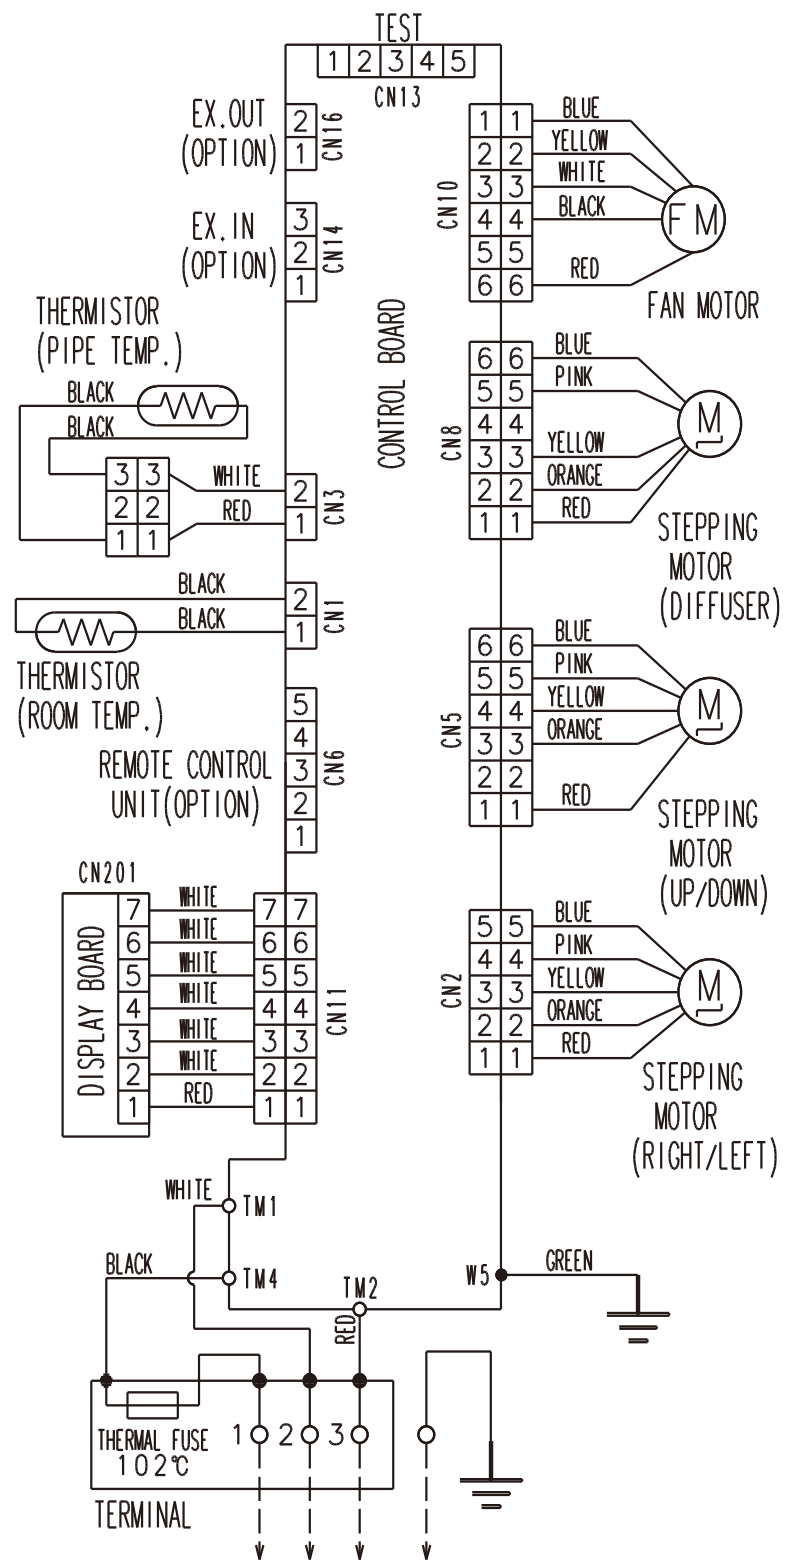 TEST
1 2 3 4 5
CN13
EX.OUT
(OPTION)
2
1
CN16
EX.IN
(OPTION)
3
2
1
CN14
CN10
1 1 BLUE
2 2 YELLOW
3 3 WHITE
4 4 BLACK
5 5
6 6 RED
F M
FAN MOTOR
CONTROL BOARD
THERMISTOR
(PIPE TEMP.)
BLACK
BLACK
3 3 WHITE
2 2 RED
1 1
2
1
CN3
CN8
6 6 BLUE
5 5 PINK
4 4
3 3 YELLOW
2 2 ORANGE
1 1 RED
M
STEPPING
MOTOR
(DIFFUSER)
BLACK
BLACK
2
1
CN1
THERMISTOR
(ROOM TEMP.)
CN5
6 6 BLUE
5 5 PINK
4 4 YELLOW
3 3 ORANGE
2 2
1 1 RED
M
STEPPING
MOTOR
(UP/DOWN)
REMOTE CONTROL
UNIT(OPTION)
5
4
3
2
1
CN6
CN201
DISPLAY BOARD
7 WHITE 7 7
6 WHITE 6 6
5 WHITE 5 5
4 WHITE 4 4
3 WHITE 3 3
2 WHITE 2 2
1 RED 1 1
CN11
CN2
5 5 BLUE
4 4 PINK
3 3 YELLOW
2 2 ORANGE
1 1 RED
M
STEPPING
MOTOR
(RIGHT/LEFT)
WHITE
TM1
BLACK
TM4
TM2
RED
W5
GREEN
THERMAL FUSE
102℃
1 2 3
TERMINAL